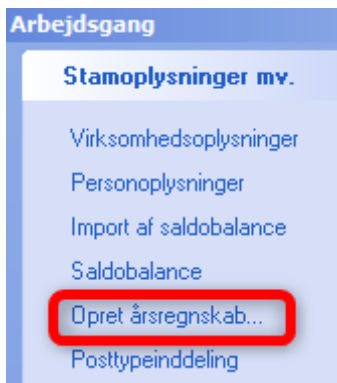 Arbejdsgang
Stamoplysninger mv.
Virksomhedsoplysninger
Personoplysninger
Import af saldobalance
Saldobalance
Opret årsregnskab...
Posttypeinddeling